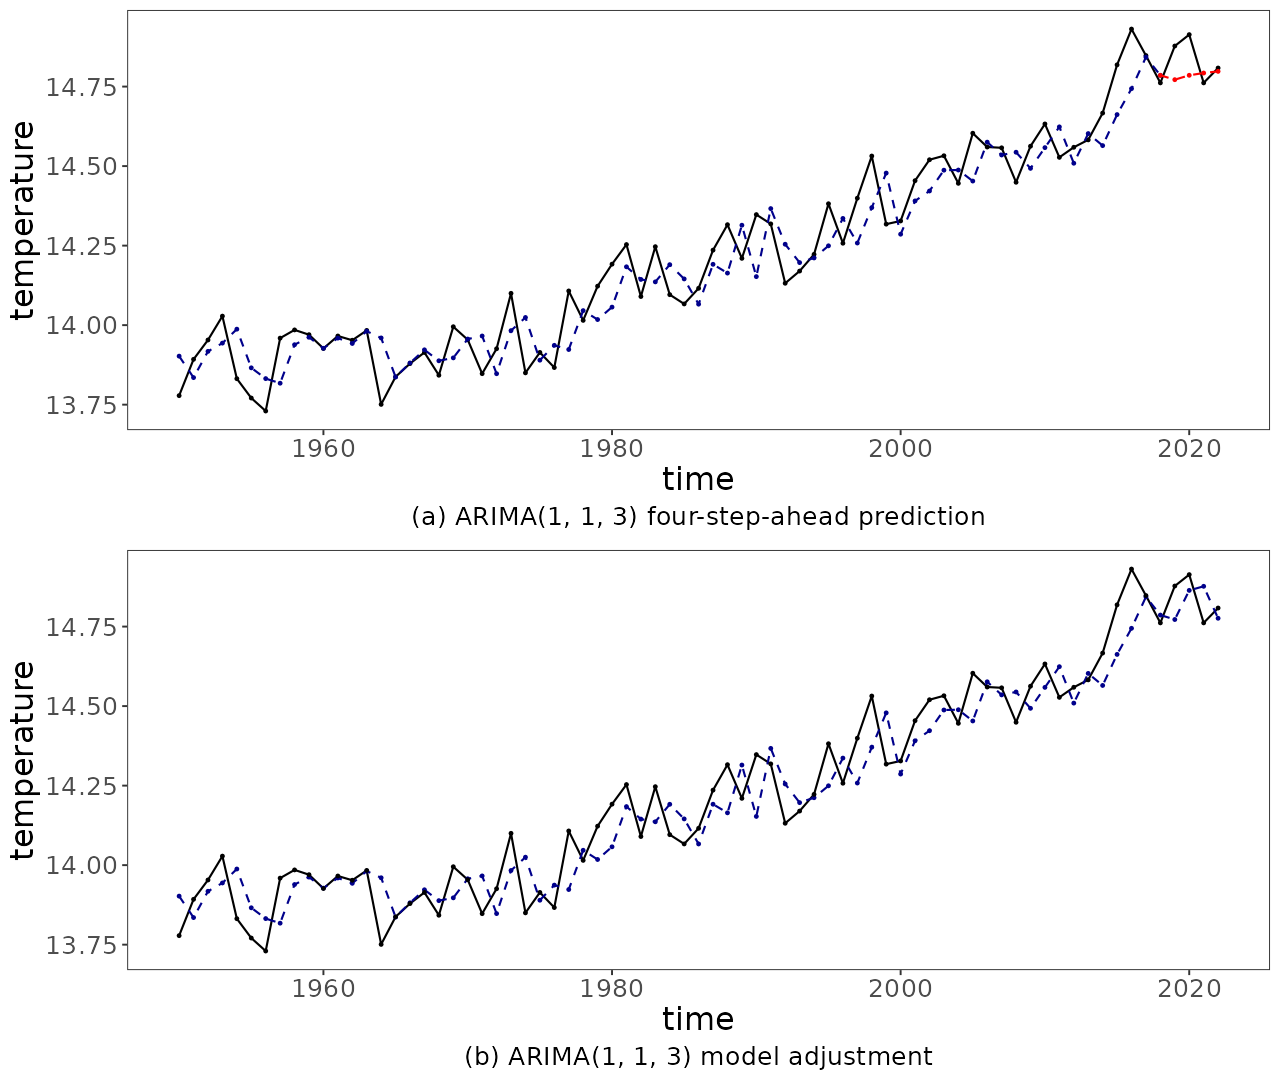 temperature
14.75
14.50
14.25
14.00
13.75
1960 1980 2000 2020
time
(a) ARIMA(1, 1, 3) four-step-ahead prediction
temperature
14.75
14.50
14.25
14.00
13.75
1960 1980 2000 2020
time
(b) ARIMA(1, 1, 3) model adjustment